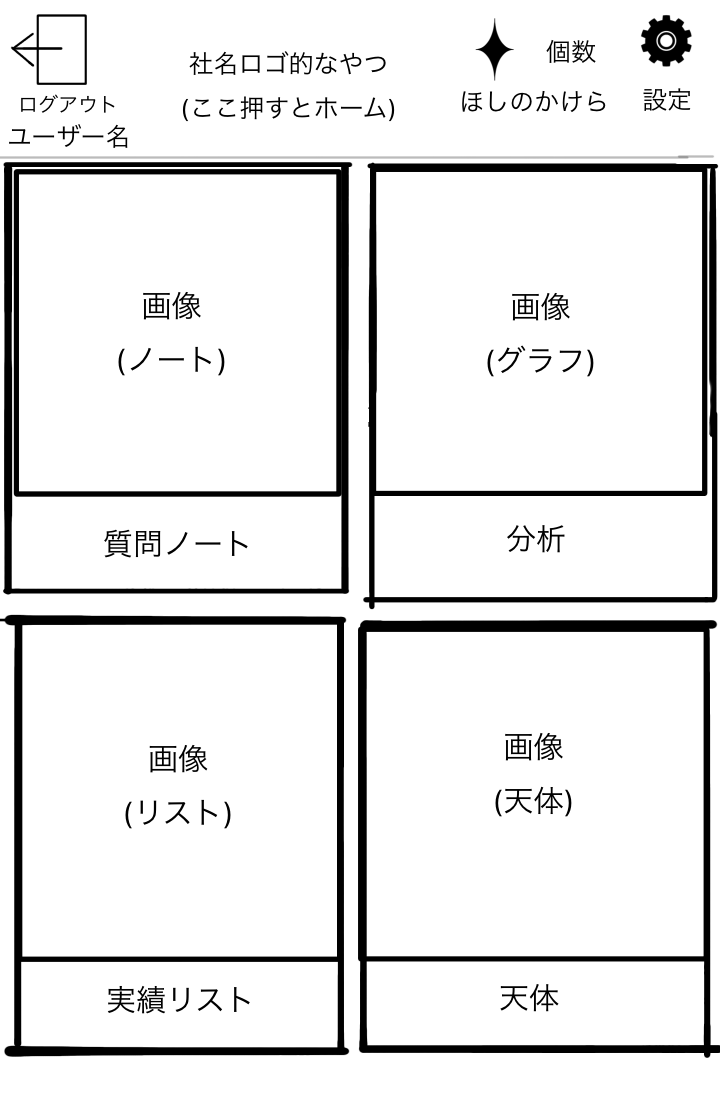 ログアウト
ユーザー名
社名ロゴ的なやつ
(ここ押すとホーム)
個数
ほしのかけら
設定
画像
(ノート)
質問ノート
画像
(グラフ)
分析
画像
(リスト)
実績リスト
画像
(天体)
天体